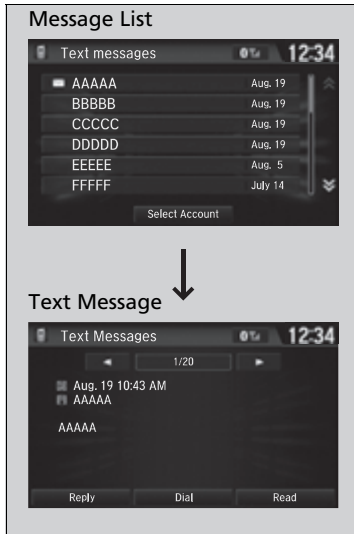 Message List
Text messages 12:34
AAAAA Aug. 19
BBBBB Aug. 19
CCCCC Aug. 19
DDDDD Aug. 19
EEEEE Aug. 5
FFFFF July 14
Select Account
Text Message
Text Messages 12:34
1/20
Aug. 19 10:43 AM
AAAAA
AAAAA
Reply Dial Read